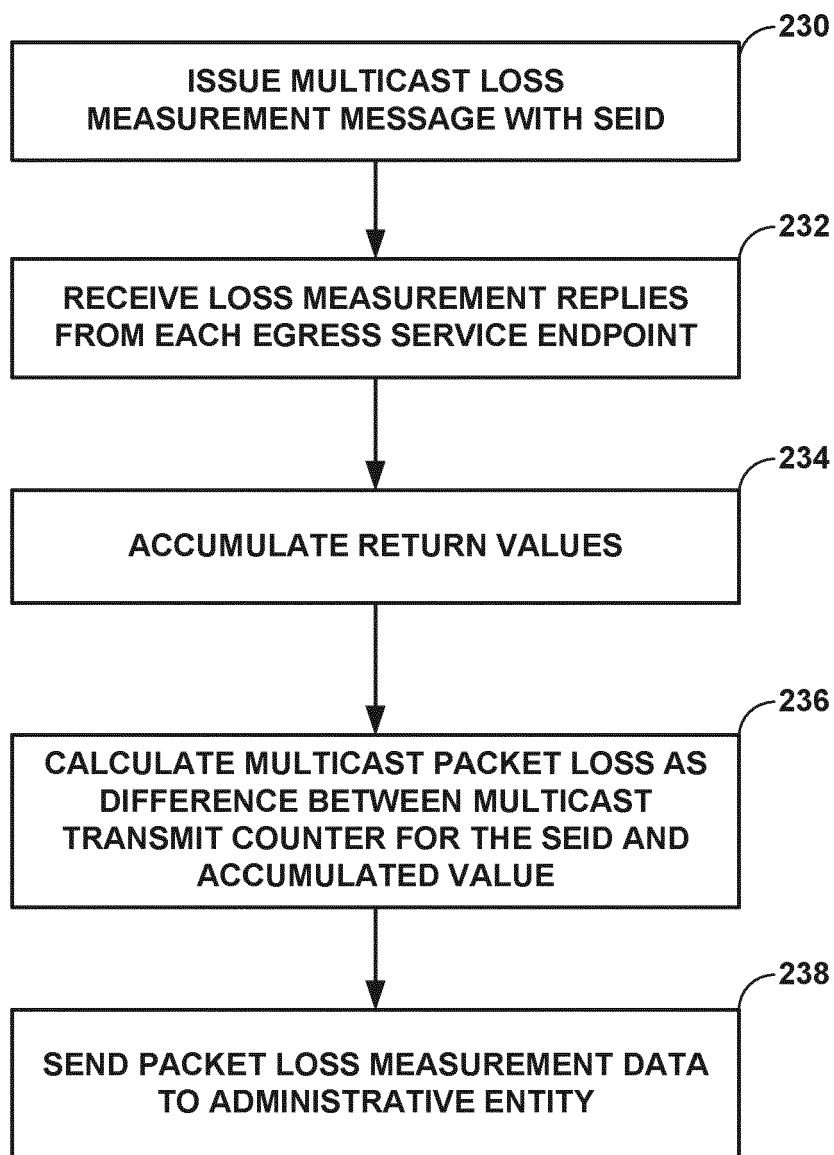 230
ISSUE MULTICAST LOSS
MEASUREMENT MESSAGE WITH SEID
232
RECEIVE LOSS MEASUREMENT REPLIES
FROM EACH EGRESS SERVICE ENDPOINT
234
ACCUMULATE RETURN VALUES
236
CALCULATE MULTICAST PACKET LOSS AS
DIFFERENCE BETWEEN MULTICAST
TRANSMIT COUNTER FOR THE SEID AND
ACCUMULATED VALUE
238
SEND PACKET LOSS MEASUREMENT DATA
TO ADMINISTRATIVE ENTITY